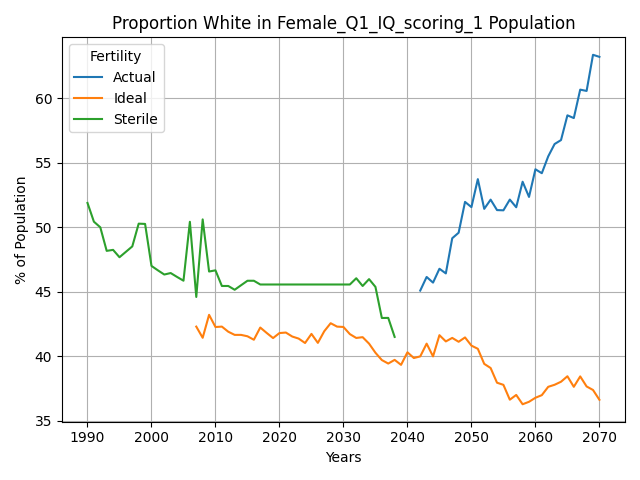 Proportion White in Female_Q1_IQ_scoring_1 Population
Fertility
Actual
Ideal
Sterile
% of Population
60
55
50
45
40
35
1990 2000 2010 2020 2030 2040 2050 2060 2070
Years